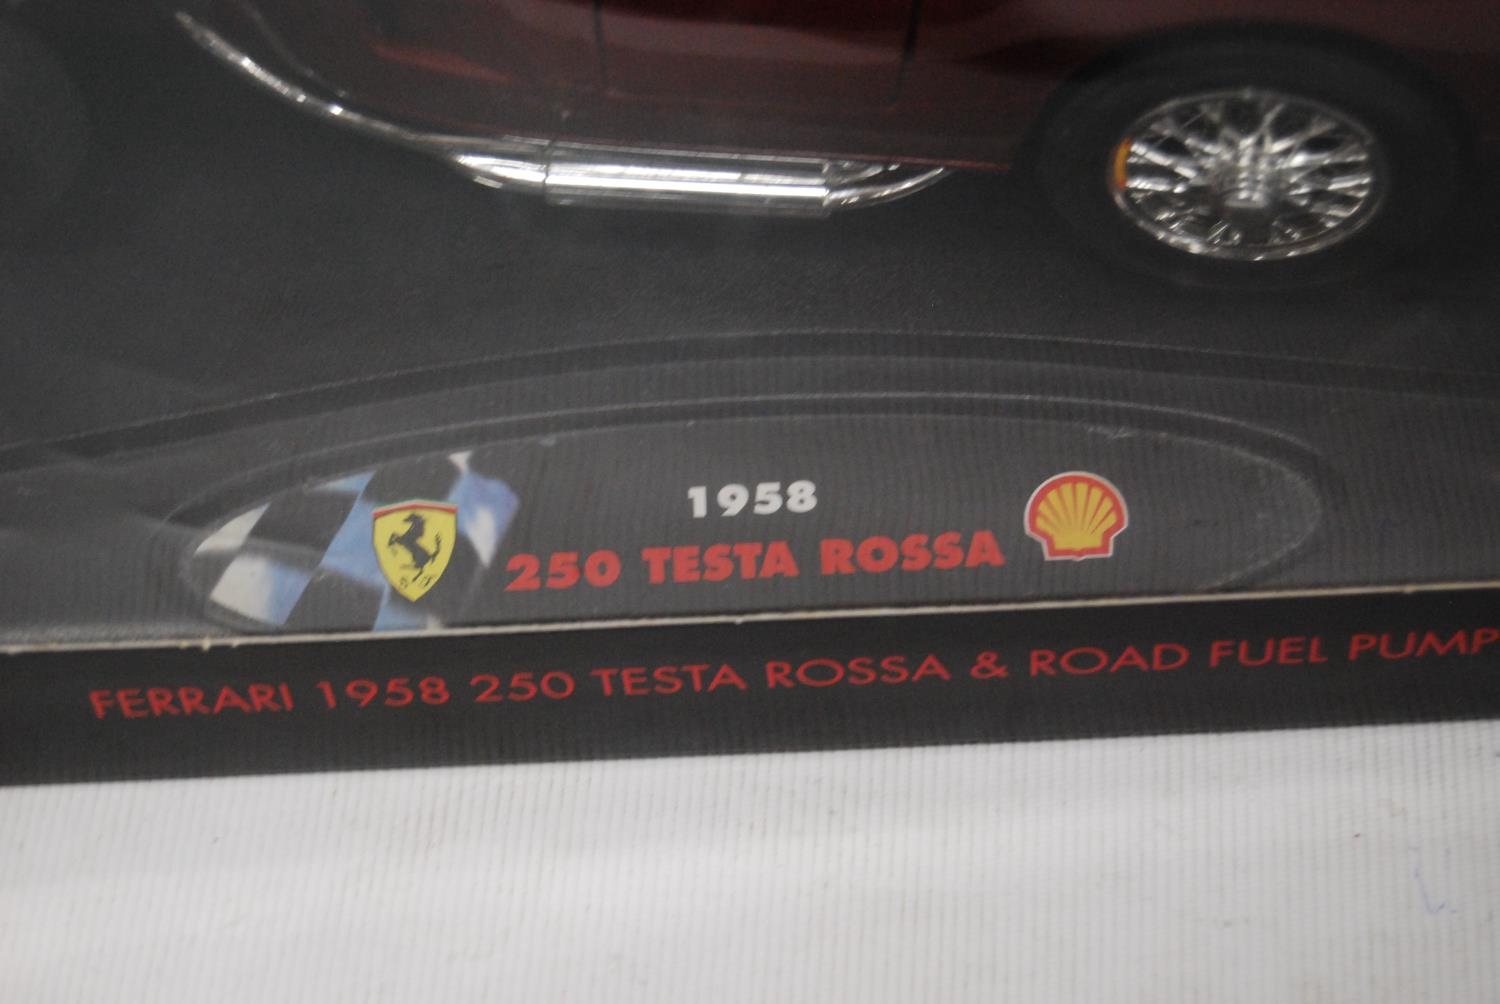 1958
250 TESTA ROSSA
FERRARI 1958 250 TESTA ROSSA & ROAD FUEL PUMP